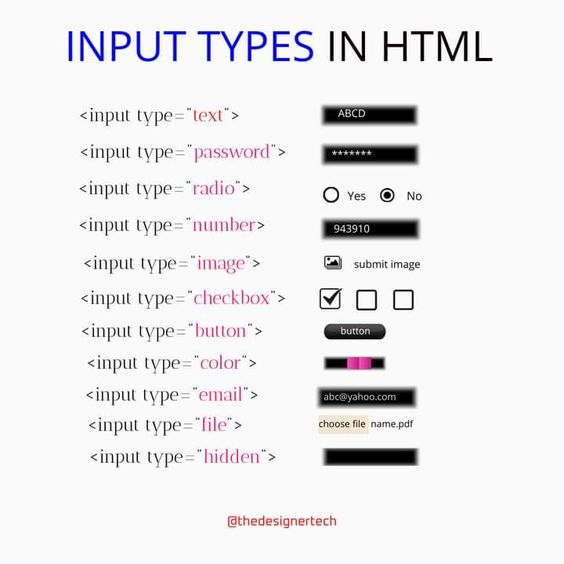 INPUT TYPES IN HTML
<input type="text"> ABCD
<input type="password"> *******
<input type="radio"> Yes No
<input type="number> 943910
<input type="image"> submit image
<input type="checkbox">
<input type="button"> button
<input type="color">
<input type="email"> abc@yahoo.com
<input type="file"> choose file name.pdf
<input type="hidden">
@thedesignertech